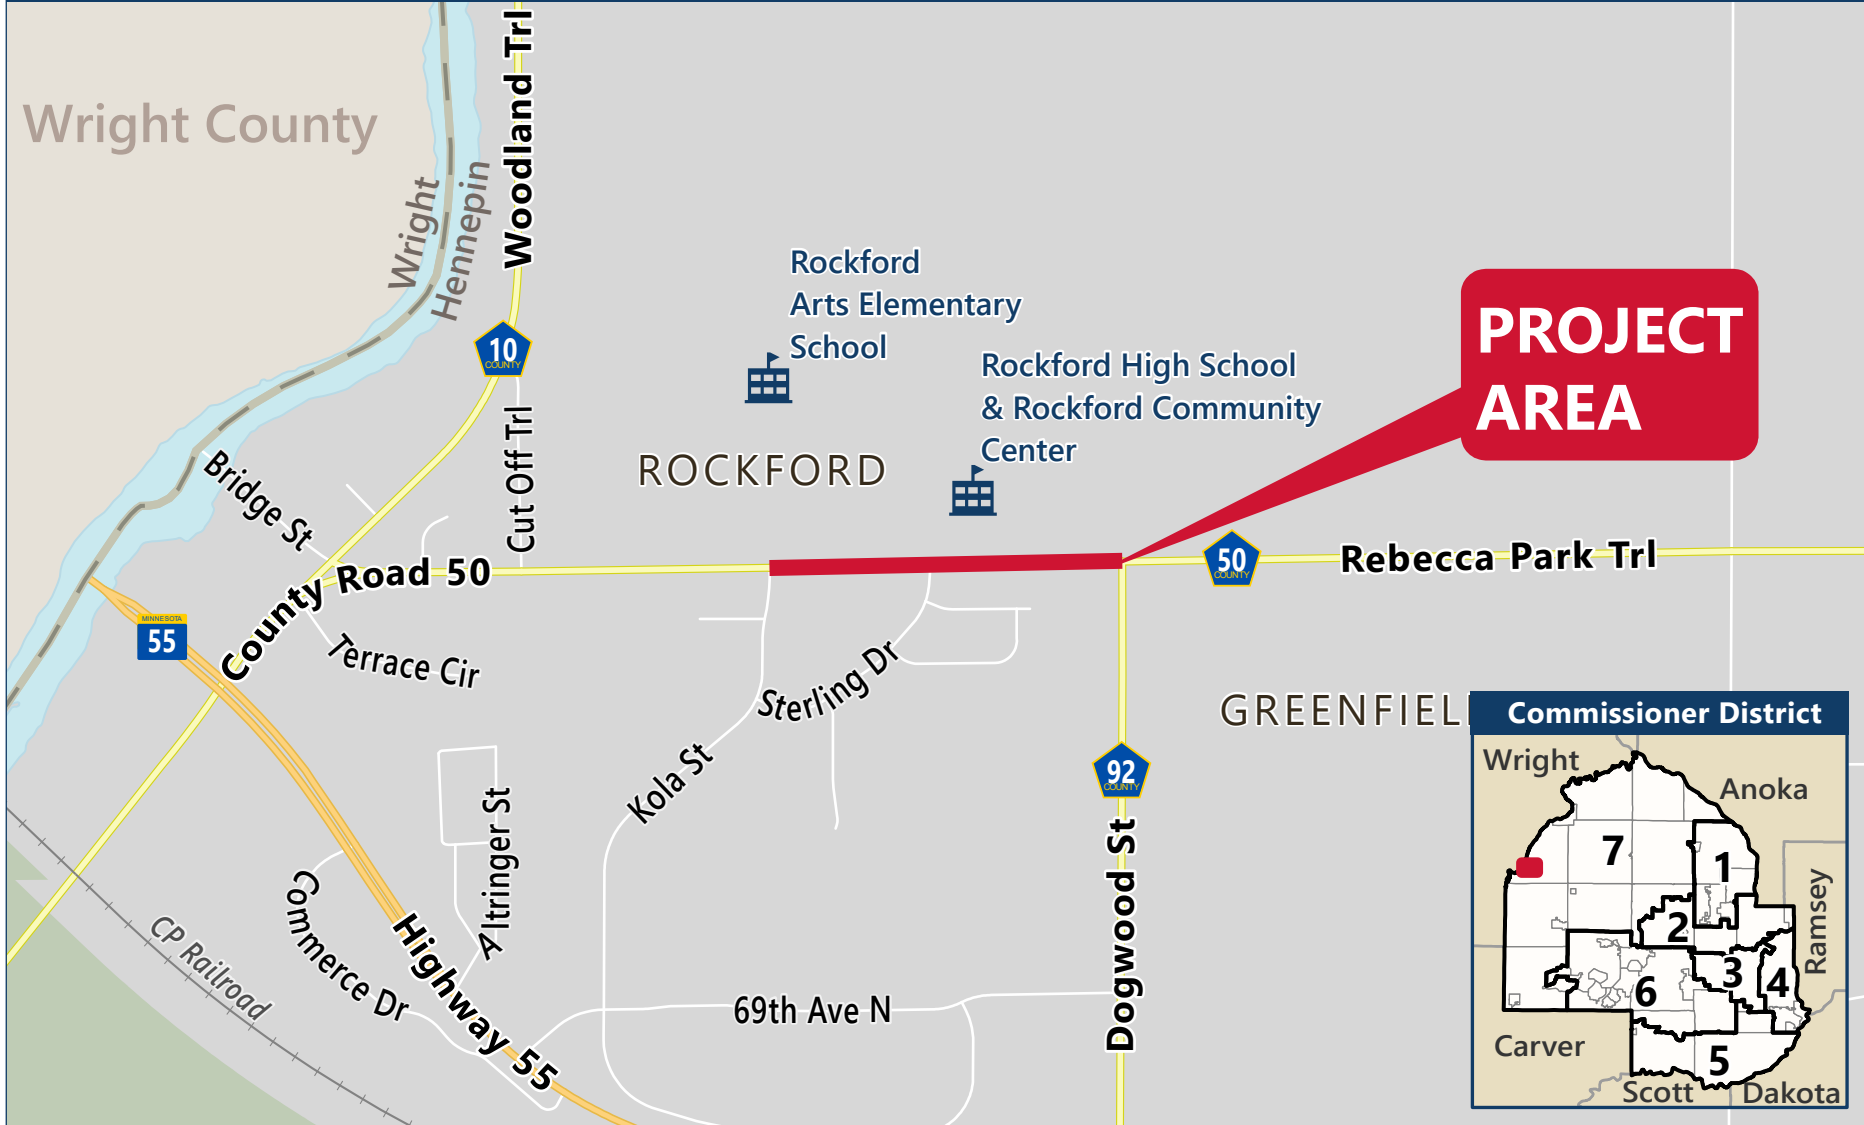 Wright County
Wright
Hennepin
Woodland Trl
10
COUNTY
Rockford
Arts Elementary
School
Rockford High School
& Rockford Community
Center
PROJECT
AREA
ROCKFORD
Bridge St
Cut Off Trl
County Road 50
50
COUNTY
Rebecca Park Trl
MINNESOTA
55
Terrace Cir
Sterling Dr
Kola St
GREENFIEL
92
COUNTY
Dogwood St
Altringer St
Commerce Dr
Highway 55
CP Railroad
69th Ave N
Commissioner District
Wright
Anoka
7
1
2
Ramsey
3
4
6
Carver
5
Scott
Dakota